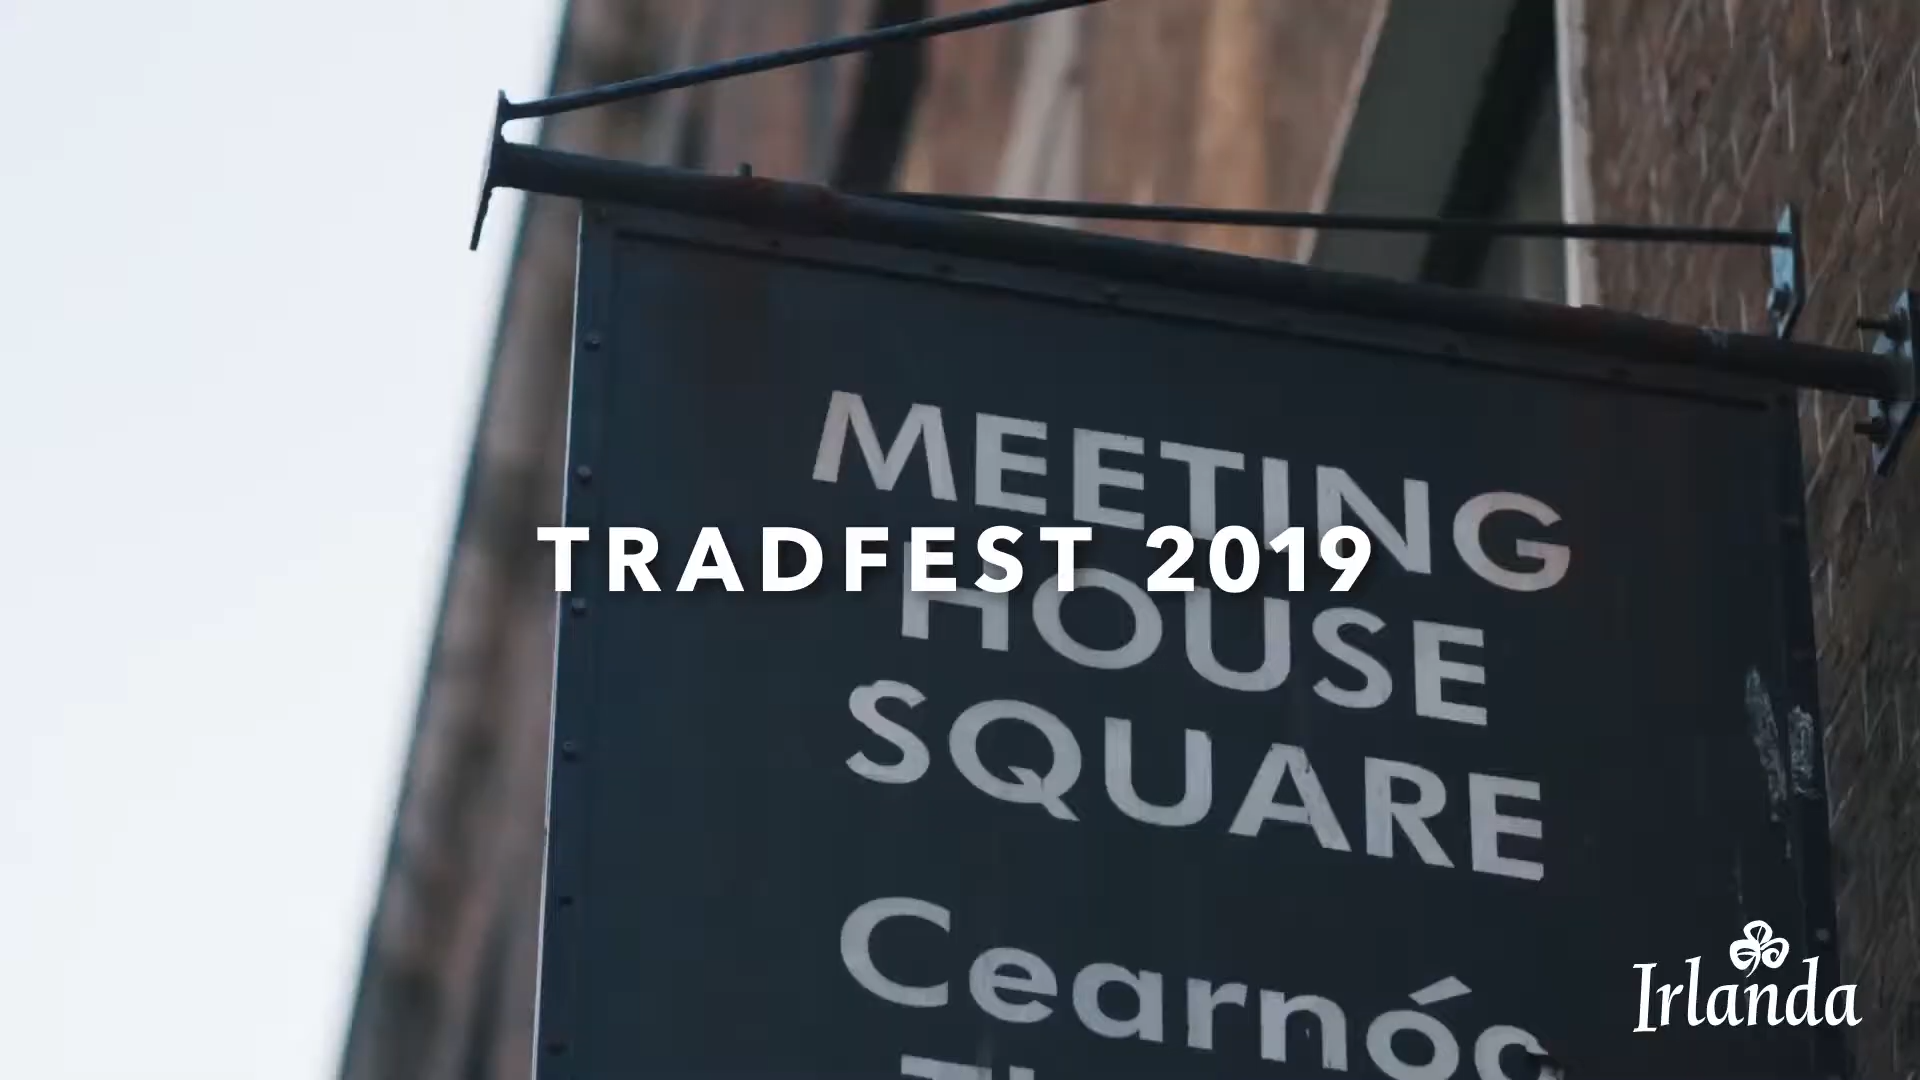 TRADFEST 2019
MEETING
HOUSE
SQUARE
Cearnóg
Irlanda